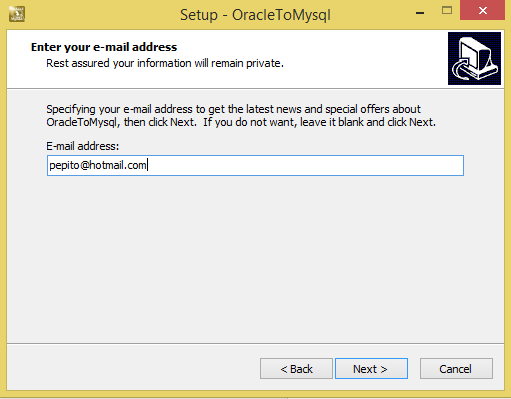 Setup - OracleToMysql
Enter your e-mail address
Rest assured your information will remain private.
Specifying your e-mail address to get the latest news and special offers about
OracleToMysql, then click Next. If you do not want, leave it blank and click Next.
E-mail address:
pepito@hotmail.com
< Back
Next >
Cancel